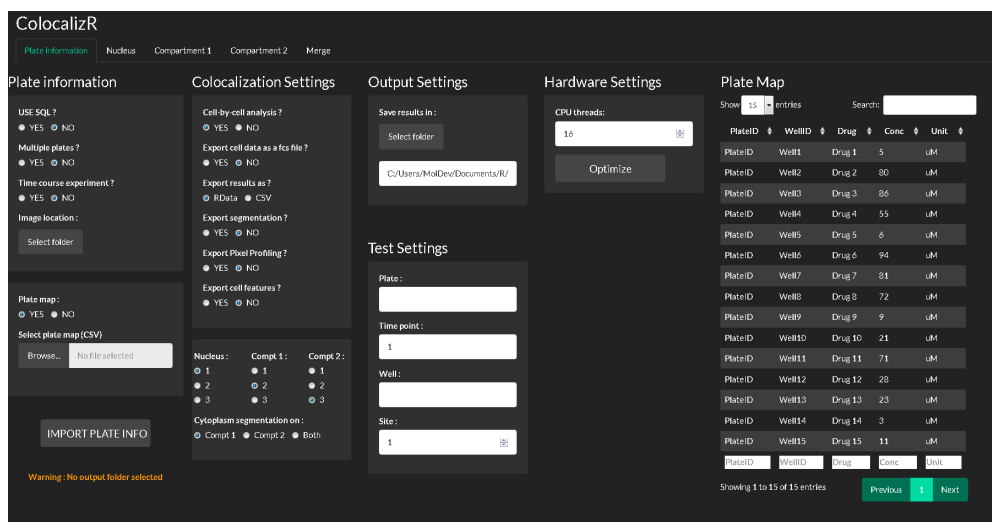 ColocalizR
Plate information Nucleus Compartment 1 Compartment 2 Merge
Plate information
USE SQL ?
YES NO
Multiple plates ?
YES NO
Time course experiment ?
YES NO
Image location :
Select folder
Plate map :
YES NO
Select plate map (CSV)
Browse... No file selected
IMPORT PLATE INFO
Warning : No output folder selected
Colocalization Settings
Cell-by-cell analysis ?
YES NO
Export cell data as a fcs file ?
YES NO
Export results as ?
RData CSV
Export segmentation ?
YES NO
Export Pixel Profiling ?
YES NO
Export cell features ?
YES NO
Nucleus : Compt 1 : Compt 2 :
1 1 1
2 2 2
3 3 3
Cytoplasm segmentation on :
Compt 1 Compt 2 Both
Output Settings
Save results in :
Select folder
C:/Users/MolDev/Documents/R/
Test Settings
Plate :
Time point :
1
Well :
Site :
1
Hardware Settings
CPU threads:
16
Optimize
Plate Map
Show 15 entries Search:
PlateID WellID Drug Conc Unit
PlateID Well1 Drug 1 5 uM
PlateID Well2 Drug 2 80 uM
PlateID Well3 Drug 3 86 uM
PlateID Well4 Drug 4 55 uM
PlateID Well5 Drug 5 6 uM
PlateID Well6 Drug 6 94 uM
PlateID Well7 Drug 7 81 uM
PlateID Well8 Drug 8 72 uM
PlateID Well9 Drug 9 9 uM
PlateID Well10 Drug 10 21 uM
PlateID Well11 Drug 11 71 uM
PlateID Well12 Drug 12 28 uM
PlateID Well13 Drug 13 23 uM
PlateID Well14 Drug 14 3 uM
PlateID Well15 Drug 15 11 uM
PlateID WellID Drug Conc Unit
Showing 1 to 15 of 15 entries
Previous 1 Next